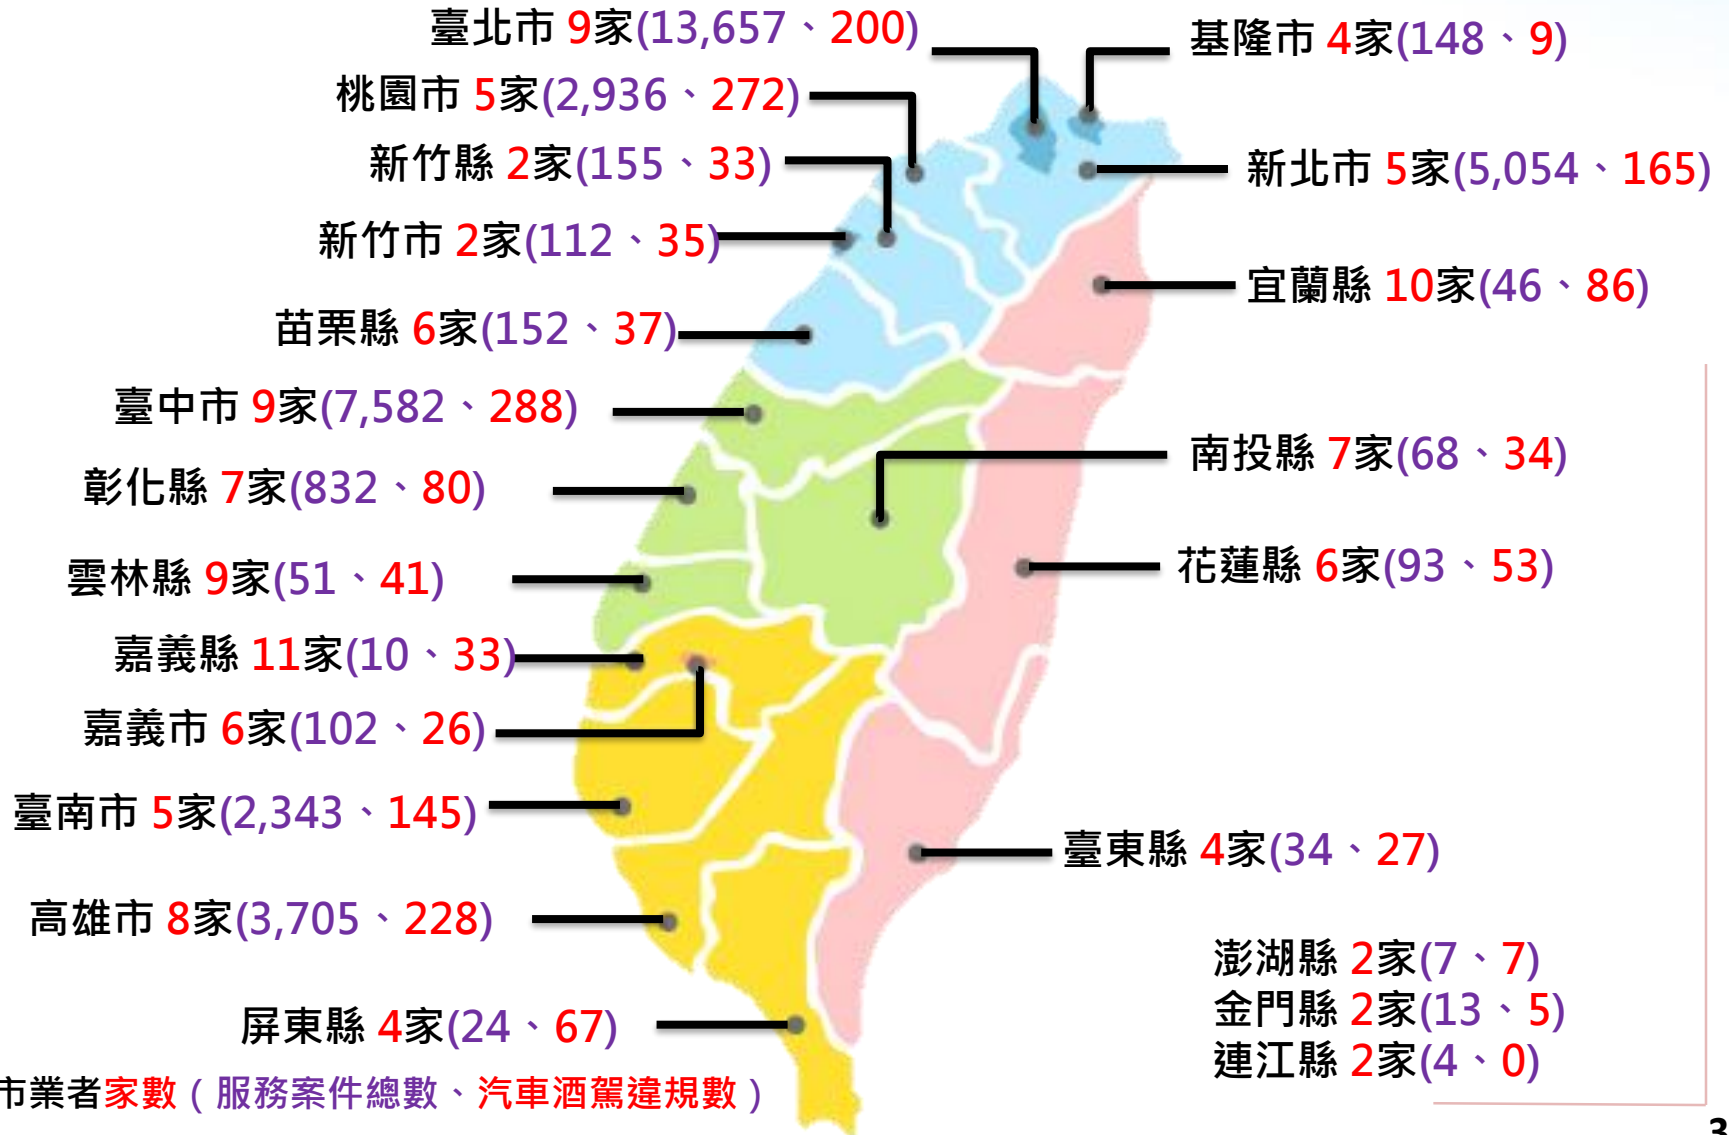 臺北市 9家(13,657、200)
基隆市 4家(148、9)
桃園市 5家(2,936、272)
新竹縣 2家(155、33)
新北市 5家(5,054、165)
新竹市 2家(112、35)
宜蘭縣 10家(46、86)
苗栗縣 6家(152、37)
臺中市 9家(7,582、288)
南投縣 7家(68、34)
彰化縣 7家(832、80)
花蓮縣 6家(93、53)
雲林縣 9家(51、41)
嘉義縣 11家(10、33)
嘉義市 6家(102、26)
臺南市 5家(2,343、145)
臺東縣 4家(34、27)
高雄市 8家(3,705、228)
澎湖縣 2家(7、7)
金門縣 2家(13、5)
連江縣 2家(4、0)
屏東縣 4家(24、67)
市業者家數（服務案件總數、汽車酒駕違規數）
3